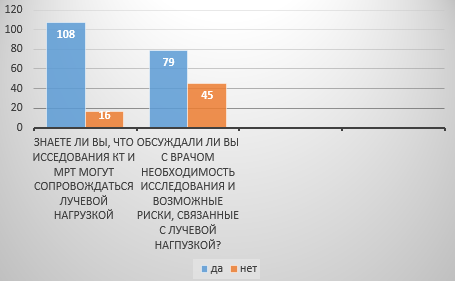 120
100
80
60
40
20
0
108
16
79
45
ЗНАЕТЕ ЛИ ВЫ, ЧТО
ИССЕДОВАНИЯ КТ И
МРТ МОГУТ
СОПРОВОЖДАТЬСЯ
ЛУЧЕВОЙ
НАГРУЗКОЙ
ОБСУЖДАЛИ ЛИ ВЫ
С ВРАЧОМ
НЕОБХОДИМОСТЬ
ИССЛЕДОВАНИЯ И
ВОЗМОЖНЫЕ
РИСКИ, СВЯЗАННЫЕ
С ЛУЧЕВОЙ
НАГПУЗКОЙ?
да нет